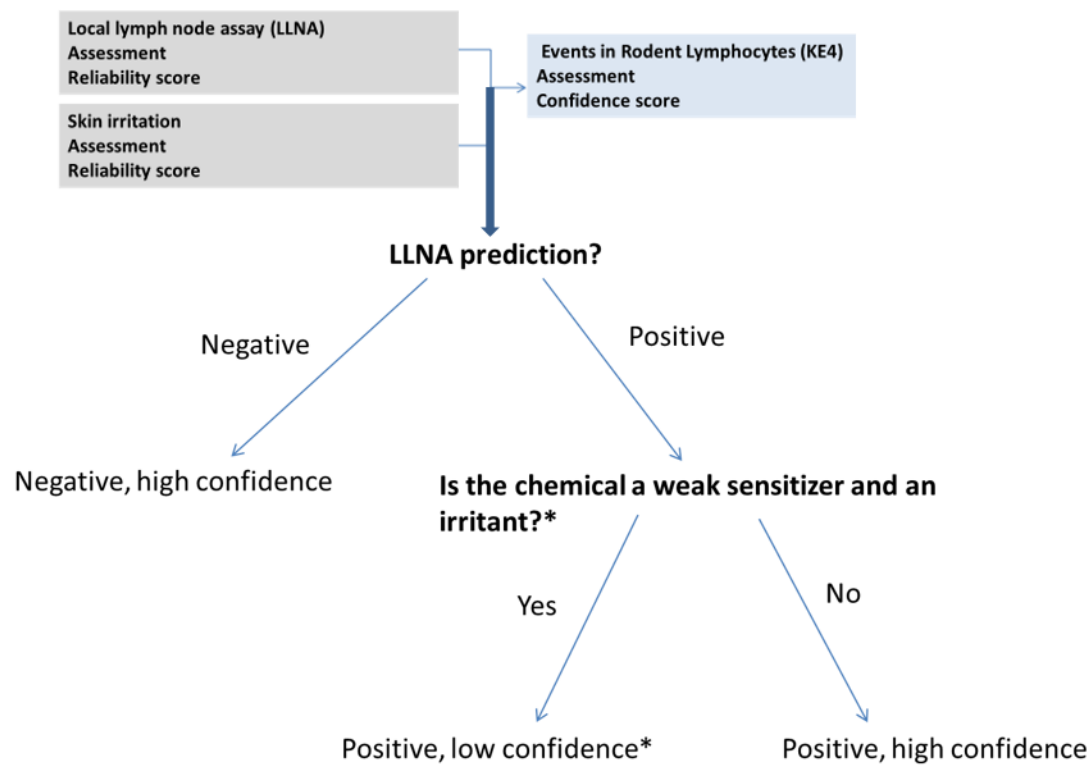 Local lymph node assay (LLNA)
Assessment
Reliability score
Events in Rodent Lymphocytes (KE4)
Assessment
Confidence score
Skin irritation
Assessment
Reliability score
LLNA prediction?
Negative
Positive
Negative, high confidence
Is the chemical a weak sensitizer and an
irritant?*
Yes
No
Positive, low confidence*
Positive, high confidence